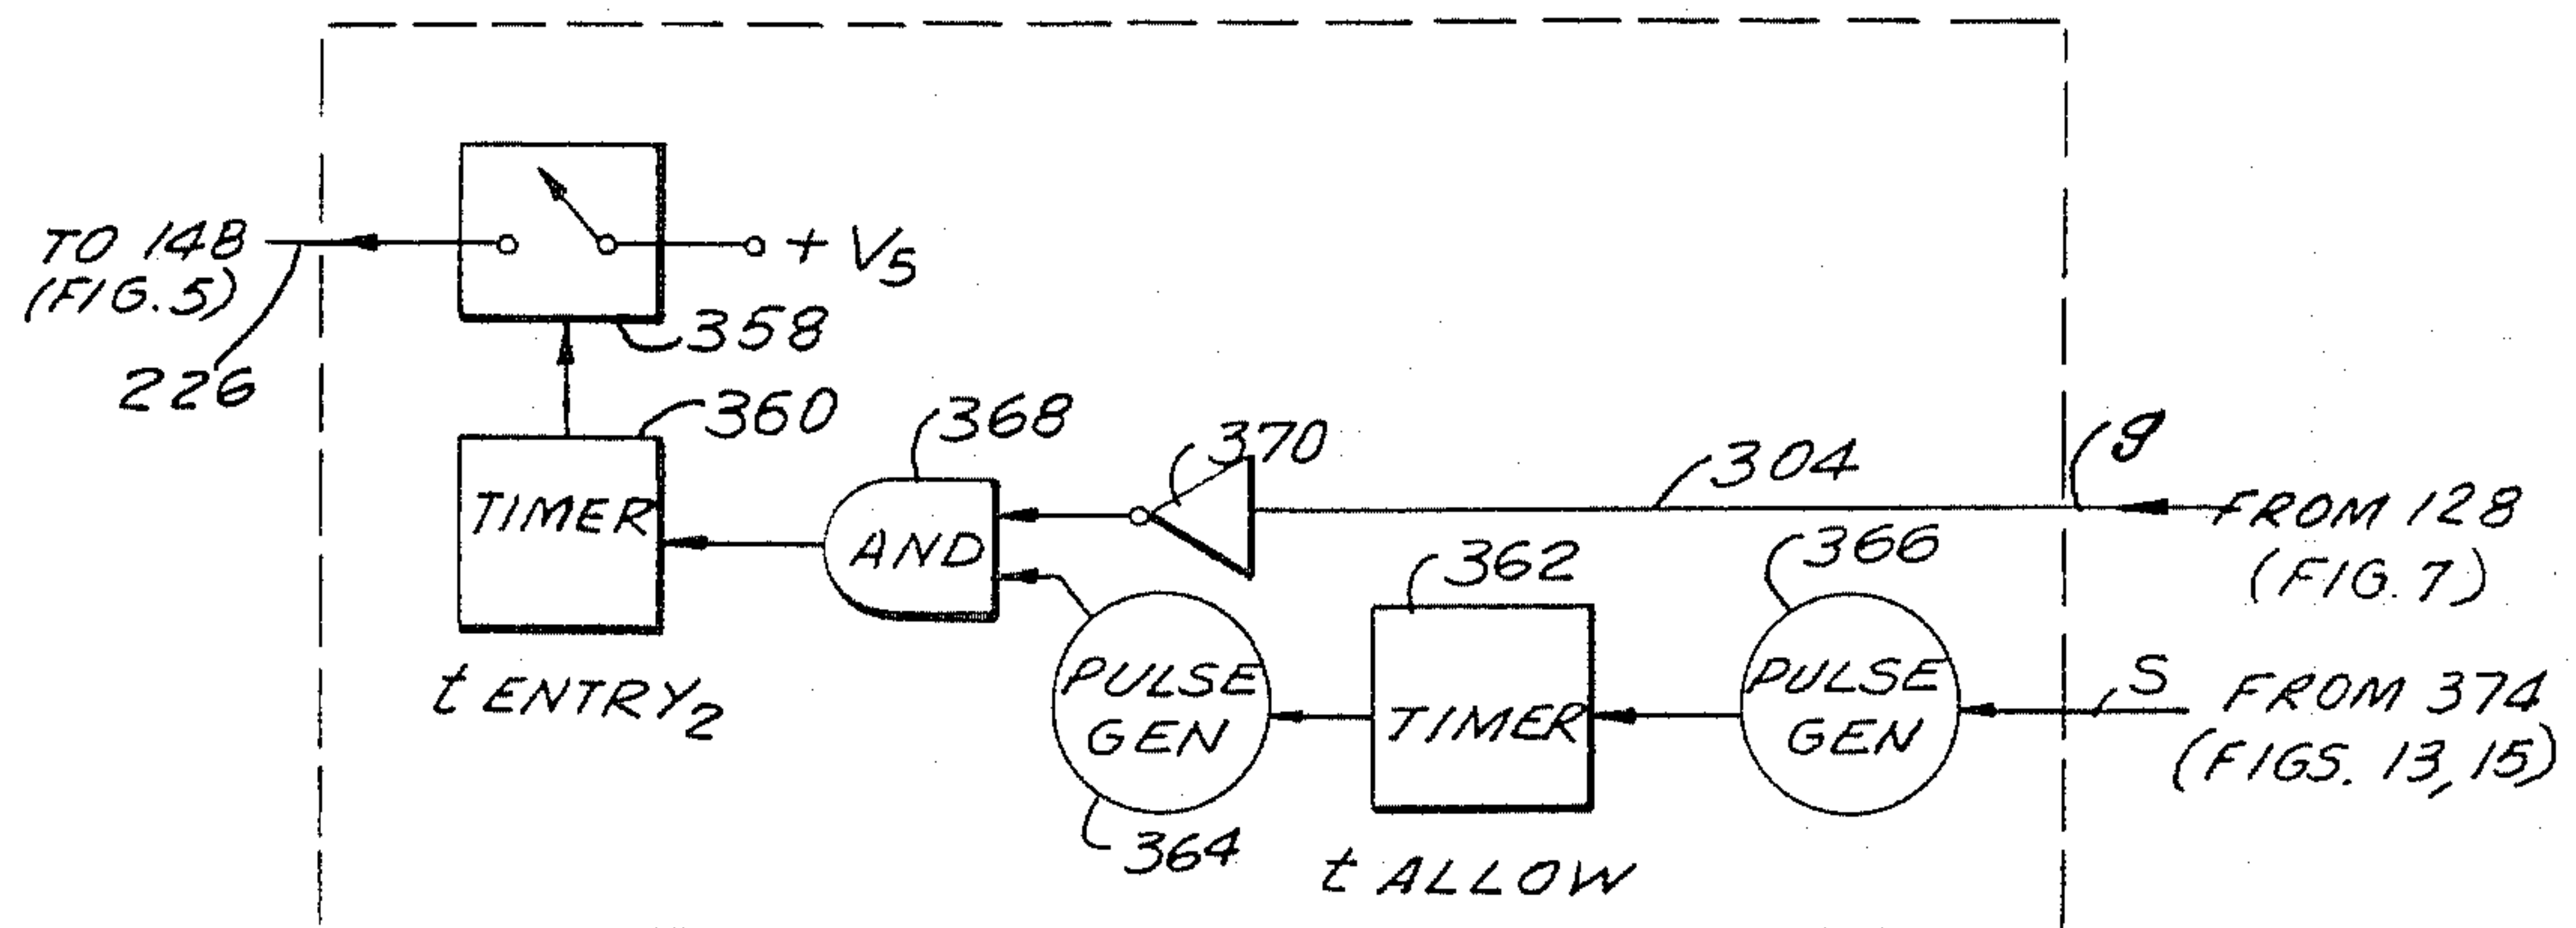 TO 148
(FIG. 5)
226
+ V5
358
360
TIMER
t ENTRY2
368
AND
370
304
g
FROM 128
(FIG. 7)
366
PULSE
GEN
S
FROM 374
(FIGS. 13, 15)
362
TIMER
t ALLOW
PULSE
GEN
364